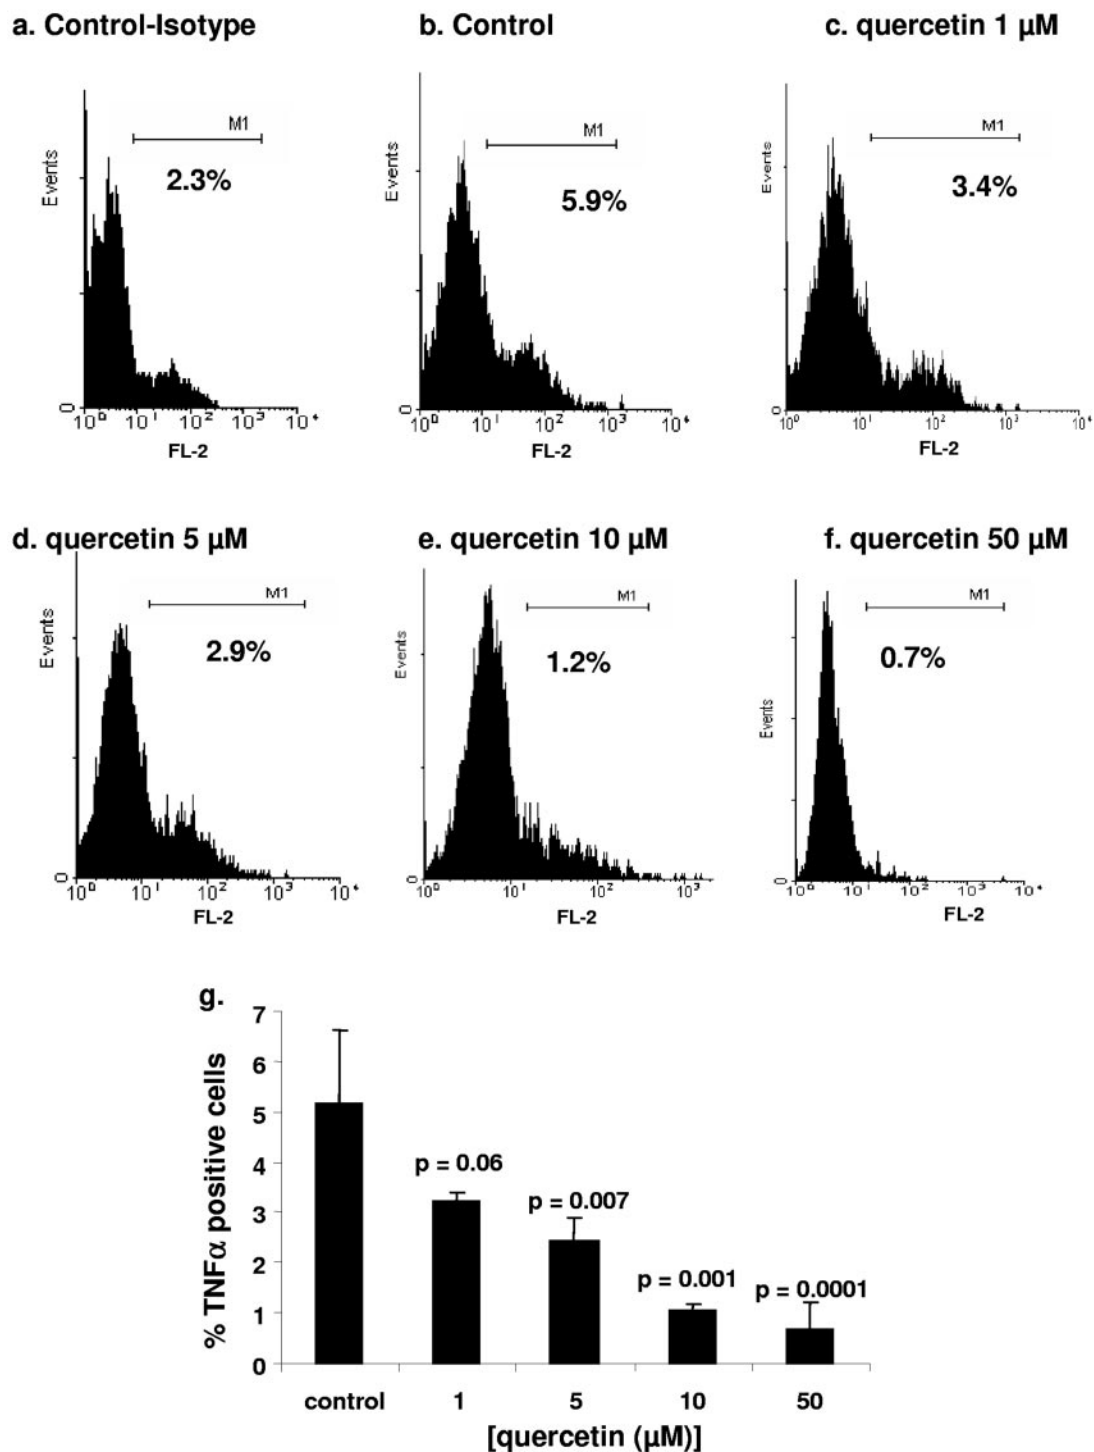 a. Control-Isotype
b. Control
c. quercetin 1 µM
Events
M1
2.3%
0
10⁰ 10¹ 10² 10³ 10⁴
FL-2
Events
M1
5.9%
0
10⁰ 10¹ 10² 10³ 10⁴
FL-2
Events
M1
3.4%
0
10⁰ 10¹ 10² 10³ 10⁴
FL-2
d. quercetin 5 µM
e. quercetin 10 µM
f. quercetin 50 µM
Events
M1
2.9%
0
10⁰ 10¹ 10² 10³ 10⁴
FL-2
Events
M1
1.2%
0
10⁰ 10¹ 10² 10³
FL-2
Events
M1
0.7%
0
10⁰ 10¹ 10² 10³ 10⁴
FL-2
g.
% TNFα positive cells
7
6
5
4
3
2
1
0
p = 0.06
p = 0.007
p = 0.001
p = 0.0001
control 1 5 10 50
[quercetin (µM)]